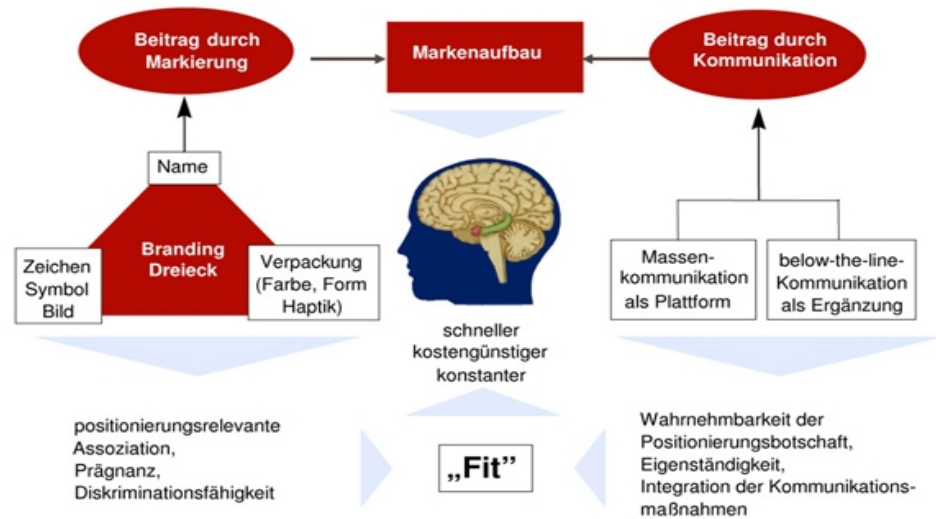 Beitrag durch
Markierung
Markenaufbau
Beitrag durch
Kommunikation
Name
Branding
Dreieck
Zeichen
Symbol
Bild
Verpackung
(Farbe, Form
Haptik)
Massen-
kommunikation
als Plattform
below-the-line-
Kommunikation
als Ergänzung
schneller
kostengünstiger
konstanter
positionierungsrelevante
Assoziation,
Prägnanz,
Diskriminationsfähigkeit
„Fit”
Wahrnehmbarkeit der
Positionierungsbotschaft,
Eigenständigkeit,
Integration der Kommunikations-
maßnahmen